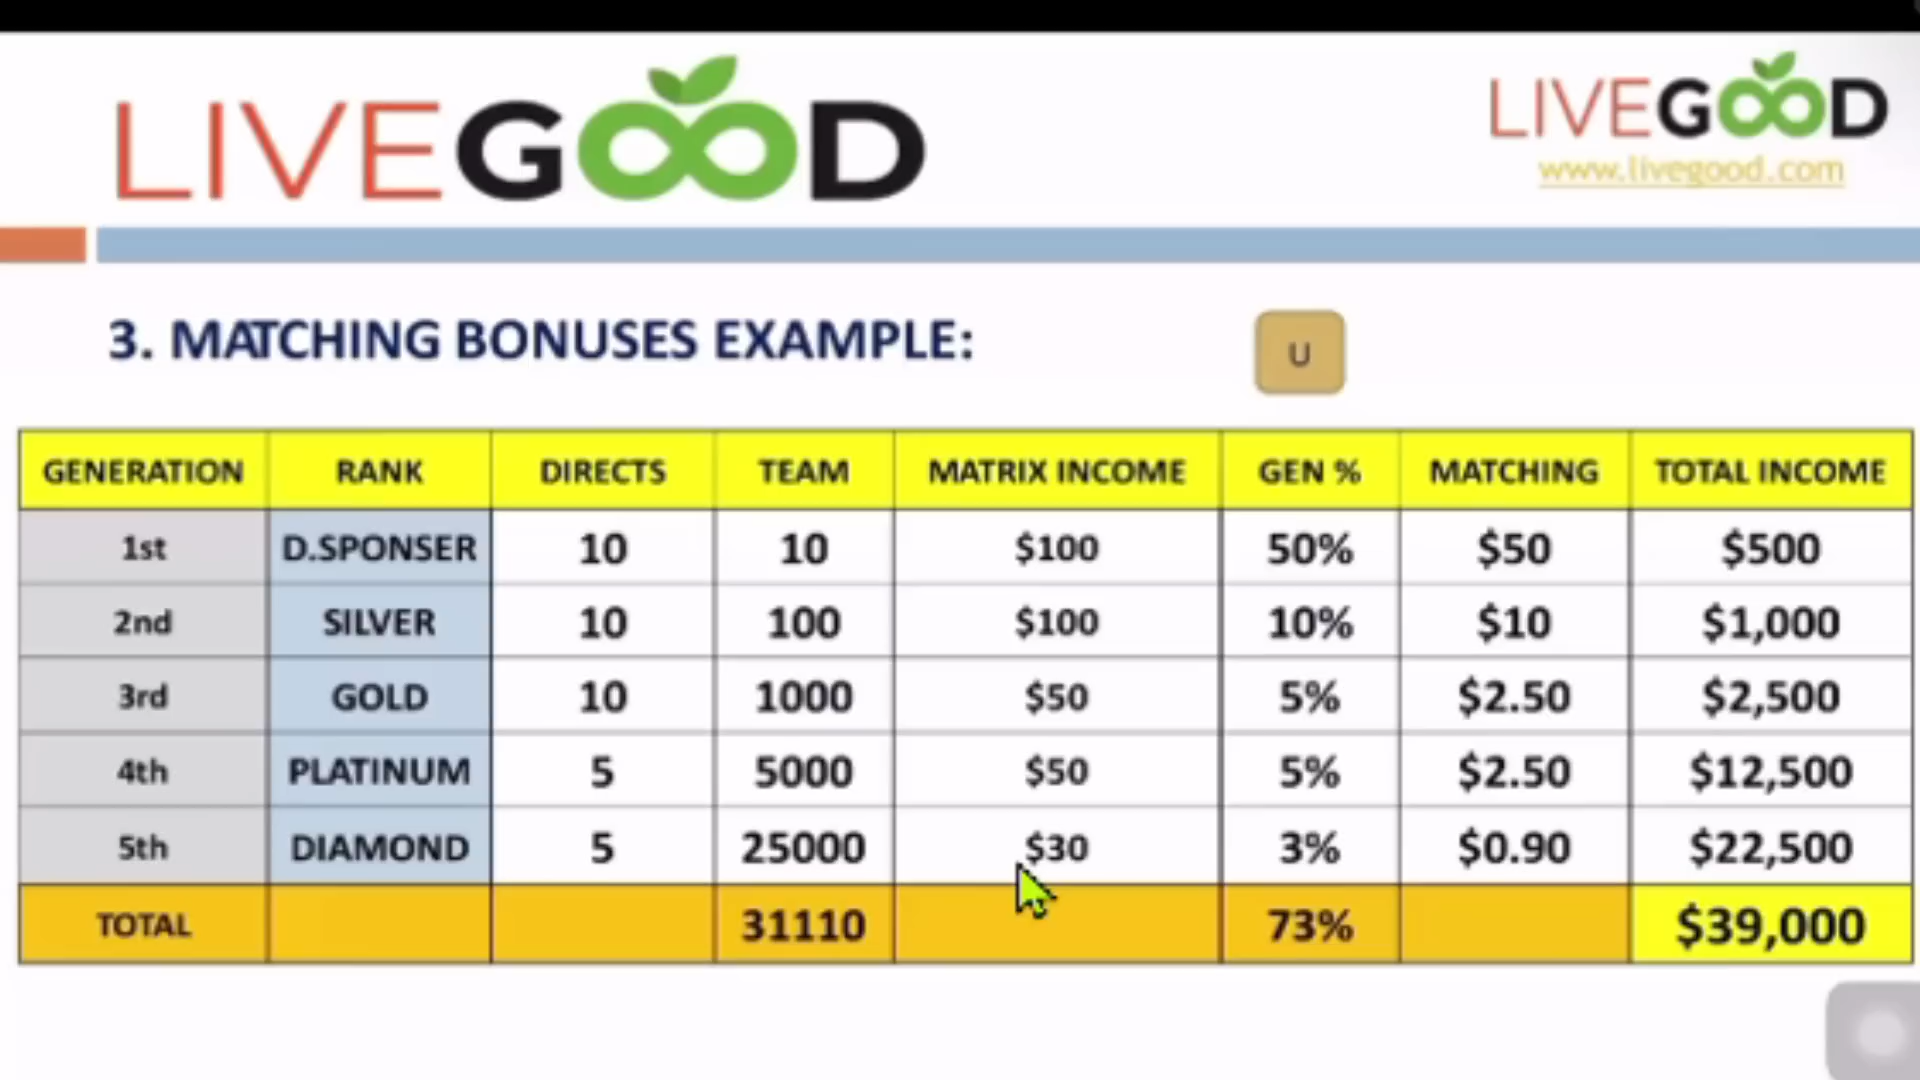 LIVEGOOD
LIVEGOOD
www.livegood.com
3. MATCHING BONUSES EXAMPLE:
U
GENERATION RANK DIRECTS TEAM MATRIX INCOME GEN % MATCHING TOTAL INCOME
1st D.SPONSER 10 10 $100 50% $50 $500
2nd SILVER 10 100 $100 10% $10 $1,000
3rd GOLD 10 1000 $50 5% $2.50 $2,500
4th PLATINUM 5 5000 $50 5% $2.50 $12,500
5th DIAMOND 5 25000 $30 3% $0.90 $22,500
TOTAL 31110 73% $39,000